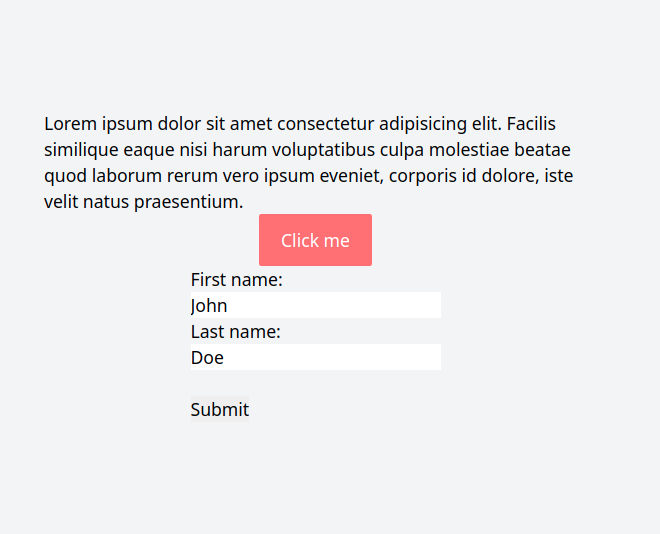 Lorem ipsum dolor sit amet consectetur adipisicing elit. Facilis
similique eaque nisi harum voluptatibus culpa molestiae beatae
quod laborum rerum vero ipsum eveniet, corporis id dolore, iste
velit natus praesentium.
Click me
First name:
John
Last name:
Doe
Submit